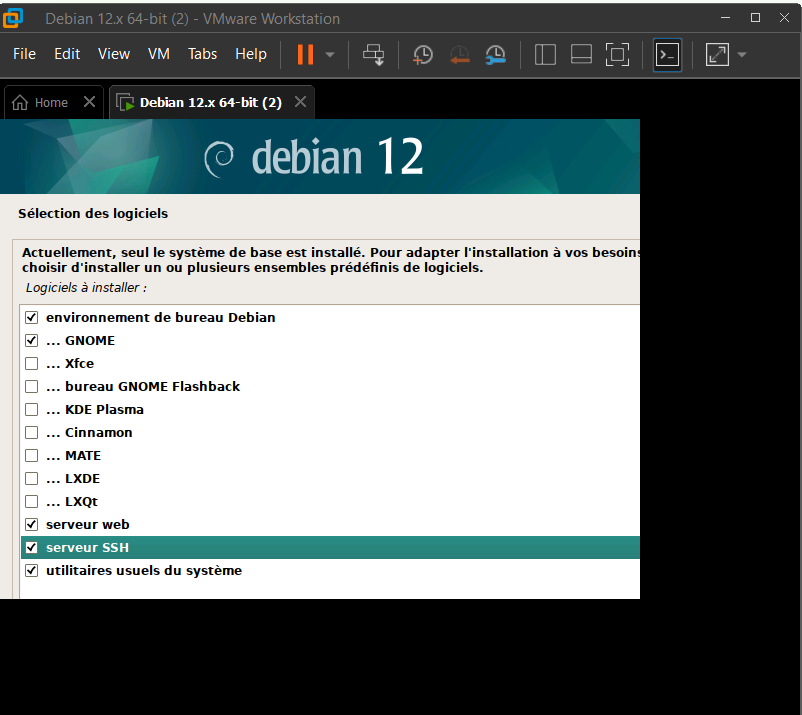 Debian 12.x 64-bit (2) - VMware Workstation
File Edit View VM Tabs Help
Home Debian 12.x 64-bit (2)
debian 12
Sélection des logiciels
Actuellement, seul le système de base est installé. Pour adapter l'installation à vos besoins
choisir d'installer un ou plusieurs ensembles prédéfinis de logiciels.
Logiciels à installer :
environnement de bureau Debian
... GNOME
... Xfce
... bureau GNOME Flashback
... KDE Plasma
... Cinnamon
... MATE
... LXDE
... LXQt
serveur web
serveur SSH
utilitaires usuels du système